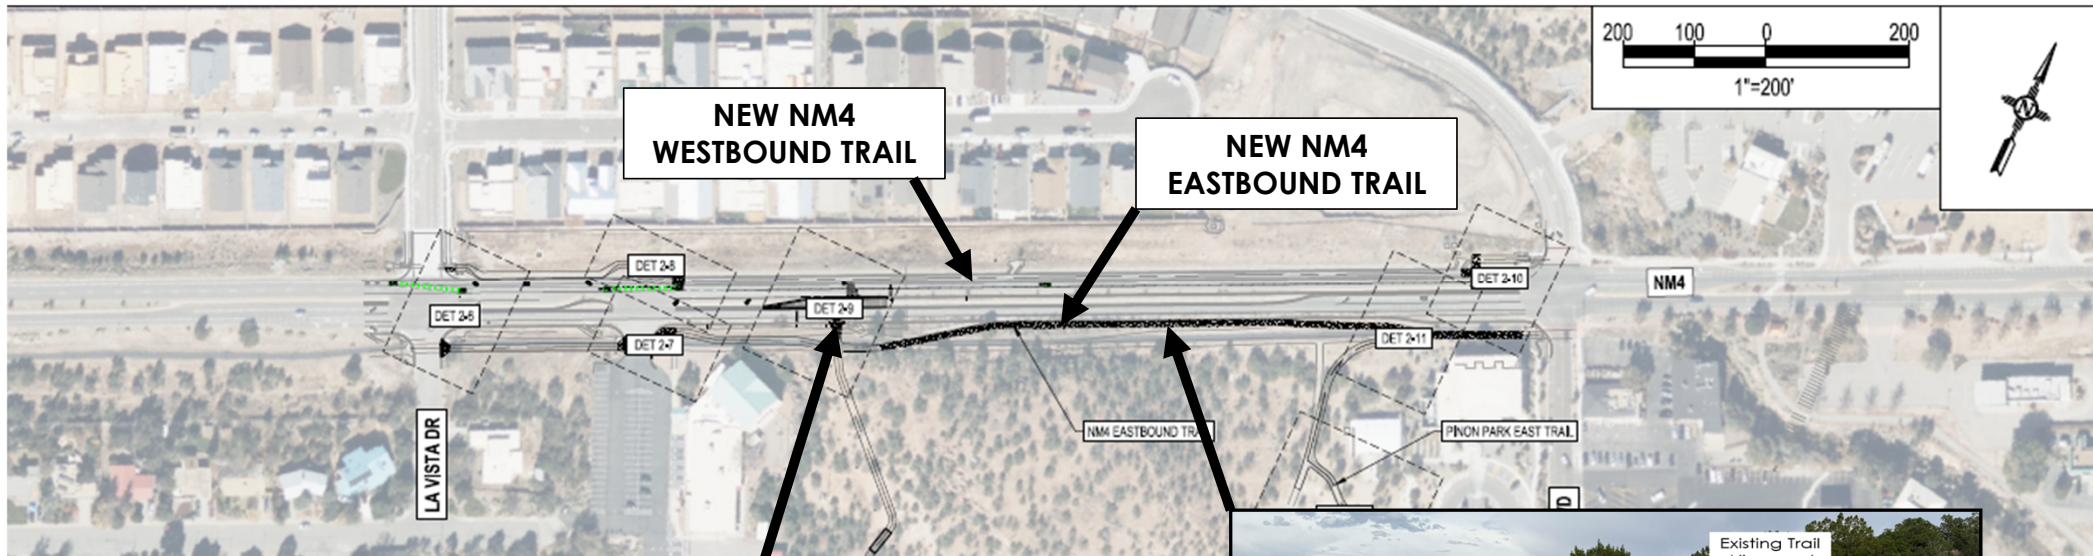 200 100 0 200
1"=200'
N
NEW NM4
WESTBOUND TRAIL
NEW NM4
EASTBOUND TRAIL
DET 2-8
DET 2-10
NM4
DET 2-6
DET 2-9
DET 2-7
DET 2-11
NM4 EASTBOUND
PINON PARK EAST TRAIL
LA VISTA DR
Existing Trail